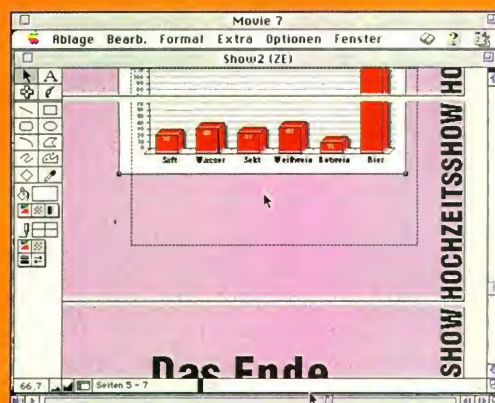 Movie 7
Ablage Bearb. Format Extra Optionen Fenster
Show2 (ZE)
A
Saft Wasser Sekt Weißwein Rotwein Bier
SHOW HOCHZEITSSHOW HO
Das Ende
66,7 Seiten 5 - 7